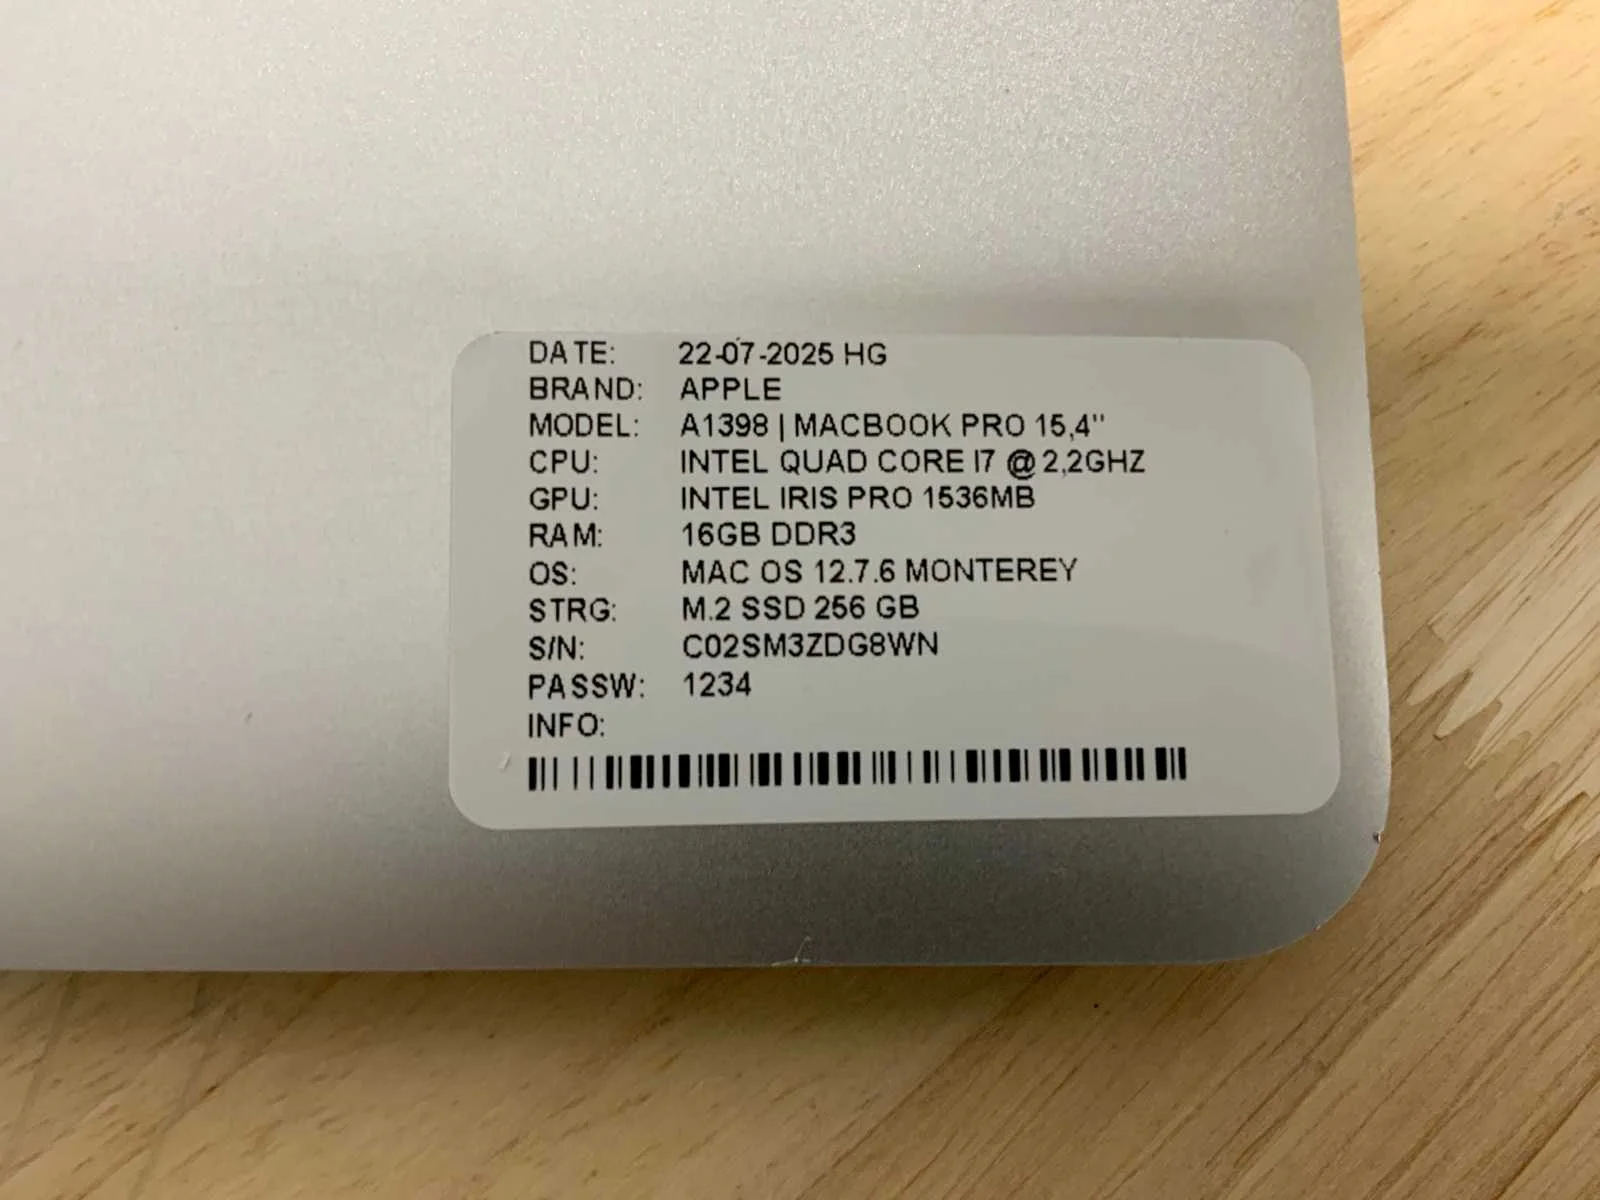 DATE: 22-07-2025 HG
BRAND: APPLE
MODEL: A1398 | MACBOOK PRO 15,4"
CPU: INTEL QUAD CORE I7 @ 2,2GHZ
GPU: INTEL IRIS PRO 1536MB
RAM: 16GB DDR3
OS: MAC OS 12.7.6 MONTEREY
STRG: M.2 SSD 256 GB
S/N: C02SM3ZDG8WN
PASSW: 1234
INFO: